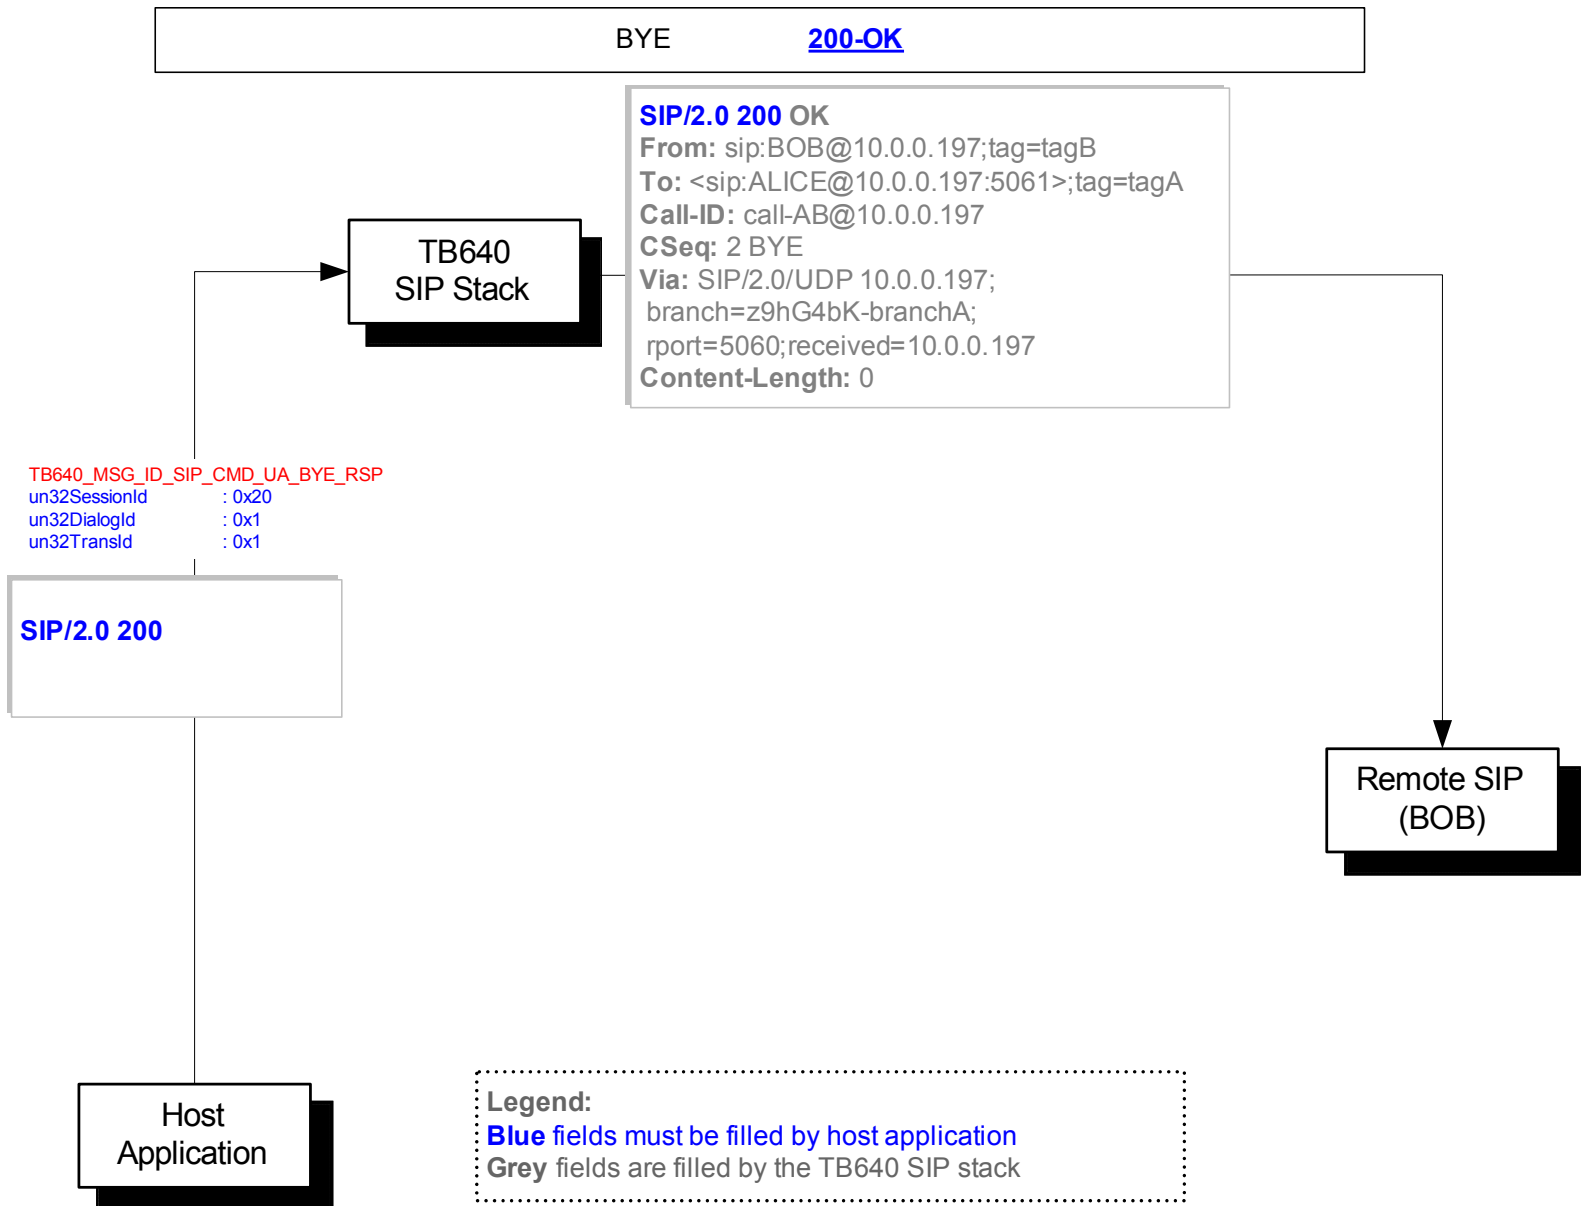 BYE 200-OK
SIP/2.0 200 OK
From: sip:BOB@10.0.0.197;tag=tagB
To: <sip:ALICE@10.0.0.197:5061>;tag=tagA
Call-ID: call-AB@10.0.0.197
CSeq: 2 BYE
Via: SIP/2.0/UDP 10.0.0.197;
branch=z9hG4bK-branchA;
rport=5060;received=10.0.0.197
Content-Length: 0
TB640
SIP Stack
TB640_MSG_ID_SIP_CMD_UA_BYE_RSP
un32SessionId : 0x20
un32DialogId : 0x1
un32TransId : 0x1
SIP/2.0 200
Remote SIP
(BOB)
Host
Application
Legend:
Blue fields must be filled by host application
Grey fields are filled by the TB640 SIP stack